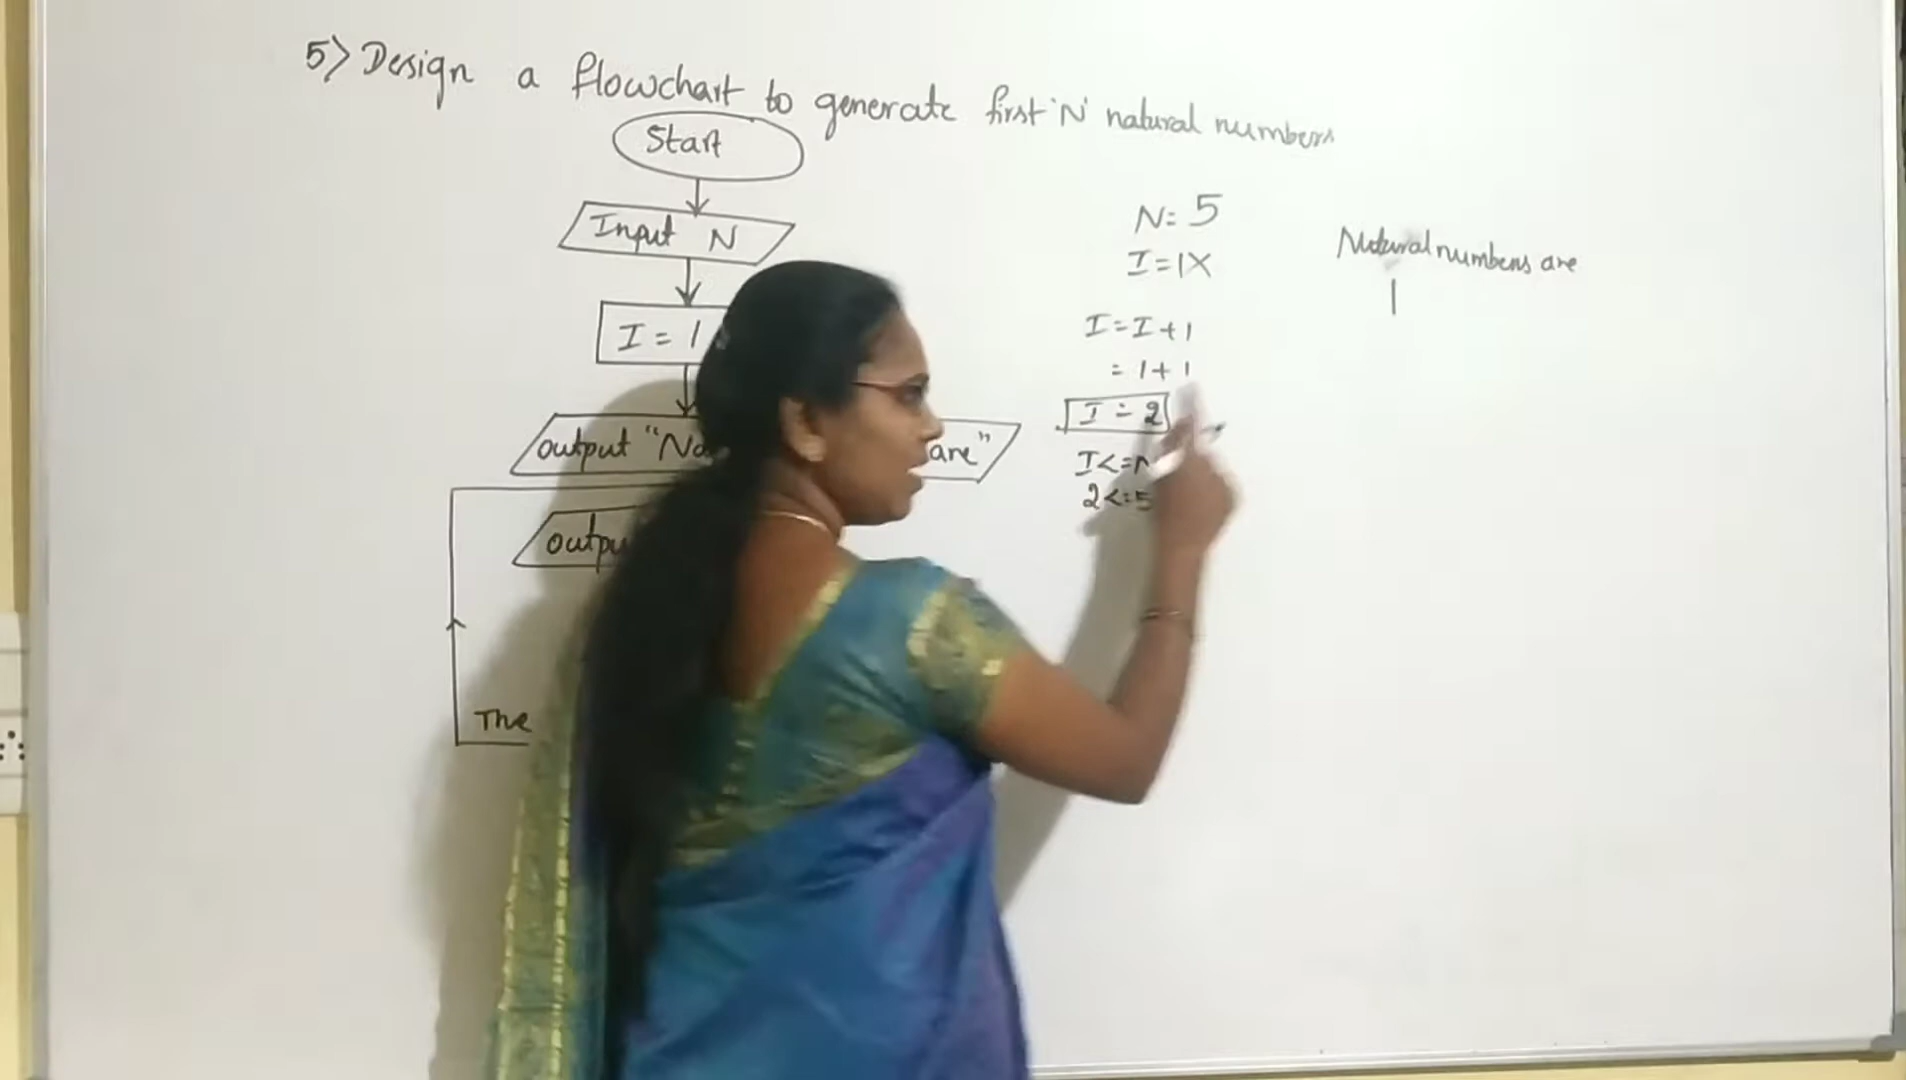 5> Design a flowchart to generate first 'N' natural numbers
Start
Input N
I = 1
output "Na are"
outpu
The
N = 5
I = 1X
I = I + 1
= 1 + 1
I = 2
I <= N
2 <= 5
Natural numbers are
1